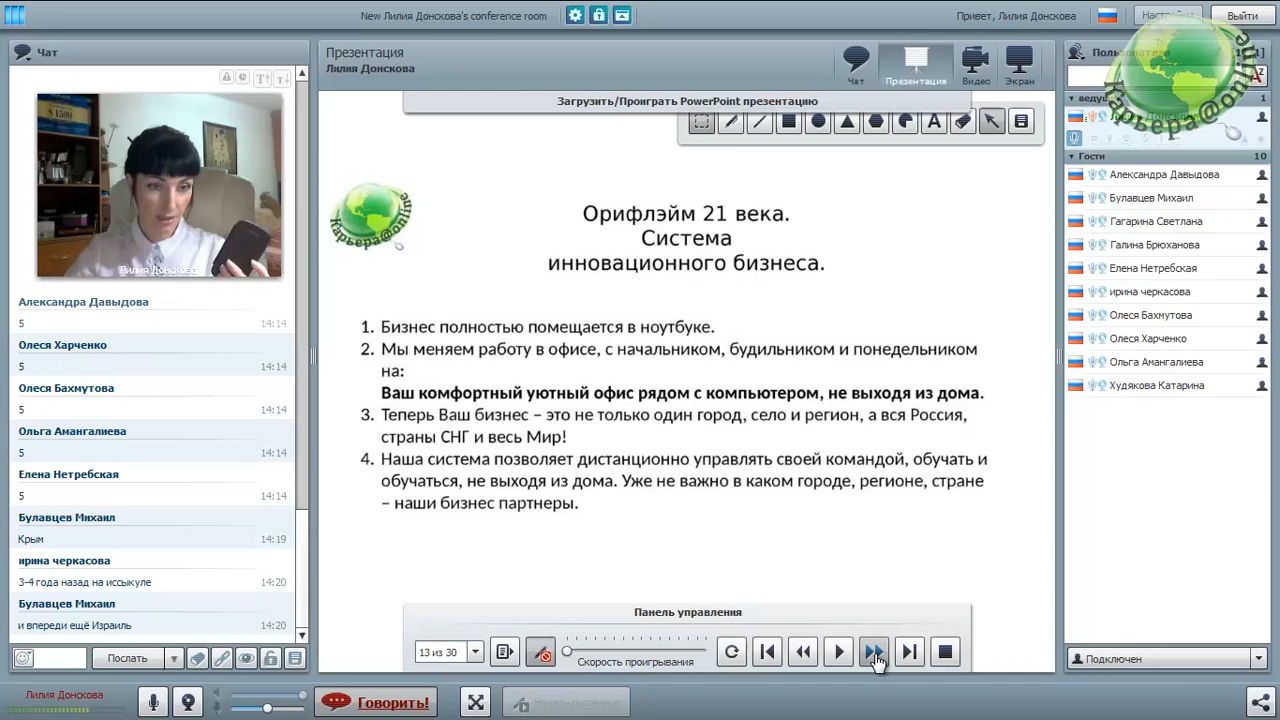 New Лилия Донскова's conference room
Привет, Лилия Донскова
Настройки
Выйти
Чат
S 1500
Лилия Донскова
Александра Давыдова
5
14:14
Олеся Харченко
5
14:14
Олеся Бахмутова
5
14:14
Ольга Амангалиева
5
14:14
Елена Нетребская
5
14:14
Булавцев Михаил
Крым
14:19
ирина черкасова
3-4 года назад на иссыкуле
14:20
Булавцев Михаил
и впереди ещё Израиль
14:20
Послать
Презентация
Лилия Донскова
Чат
Презентация
Видео
Экран
Загрузить/Проиграть PowerPoint презентацию
Карьера@online
Орифлэйм 21 века.
Система
инновационного бизнеса.
1. Бизнес полностью помещается в ноутбуке.
2. Мы меняем работу в офисе, с начальником, будильником и понедельником
на:
Ваш комфортный уютный офис рядом с компьютером, не выходя из дома.
3. Теперь Ваш бизнес – это не только один город, село и регион, а вся Россия,
страны СНГ и весь Мир!
4. Наша система позволяет дистанционно управлять своей командой, обучать и
обучаться, не выходя из дома. Уже не важно в каком городе, регионе, стране
– наши бизнес партнеры.
Панель управления
13 из 30
Скорость проигрывания
Карьера@online
Гости
10
Александра Давыдова
Булавцев Михаил
Гагарина Светлана
Галина Брюханова
Елена Нетребская
ирина черкасова
Олеся Бахмутова
Олеся Харченко
Ольга Амангалиева
Худякова Катарина
Подключен
Лилия Донскова
Говорить!